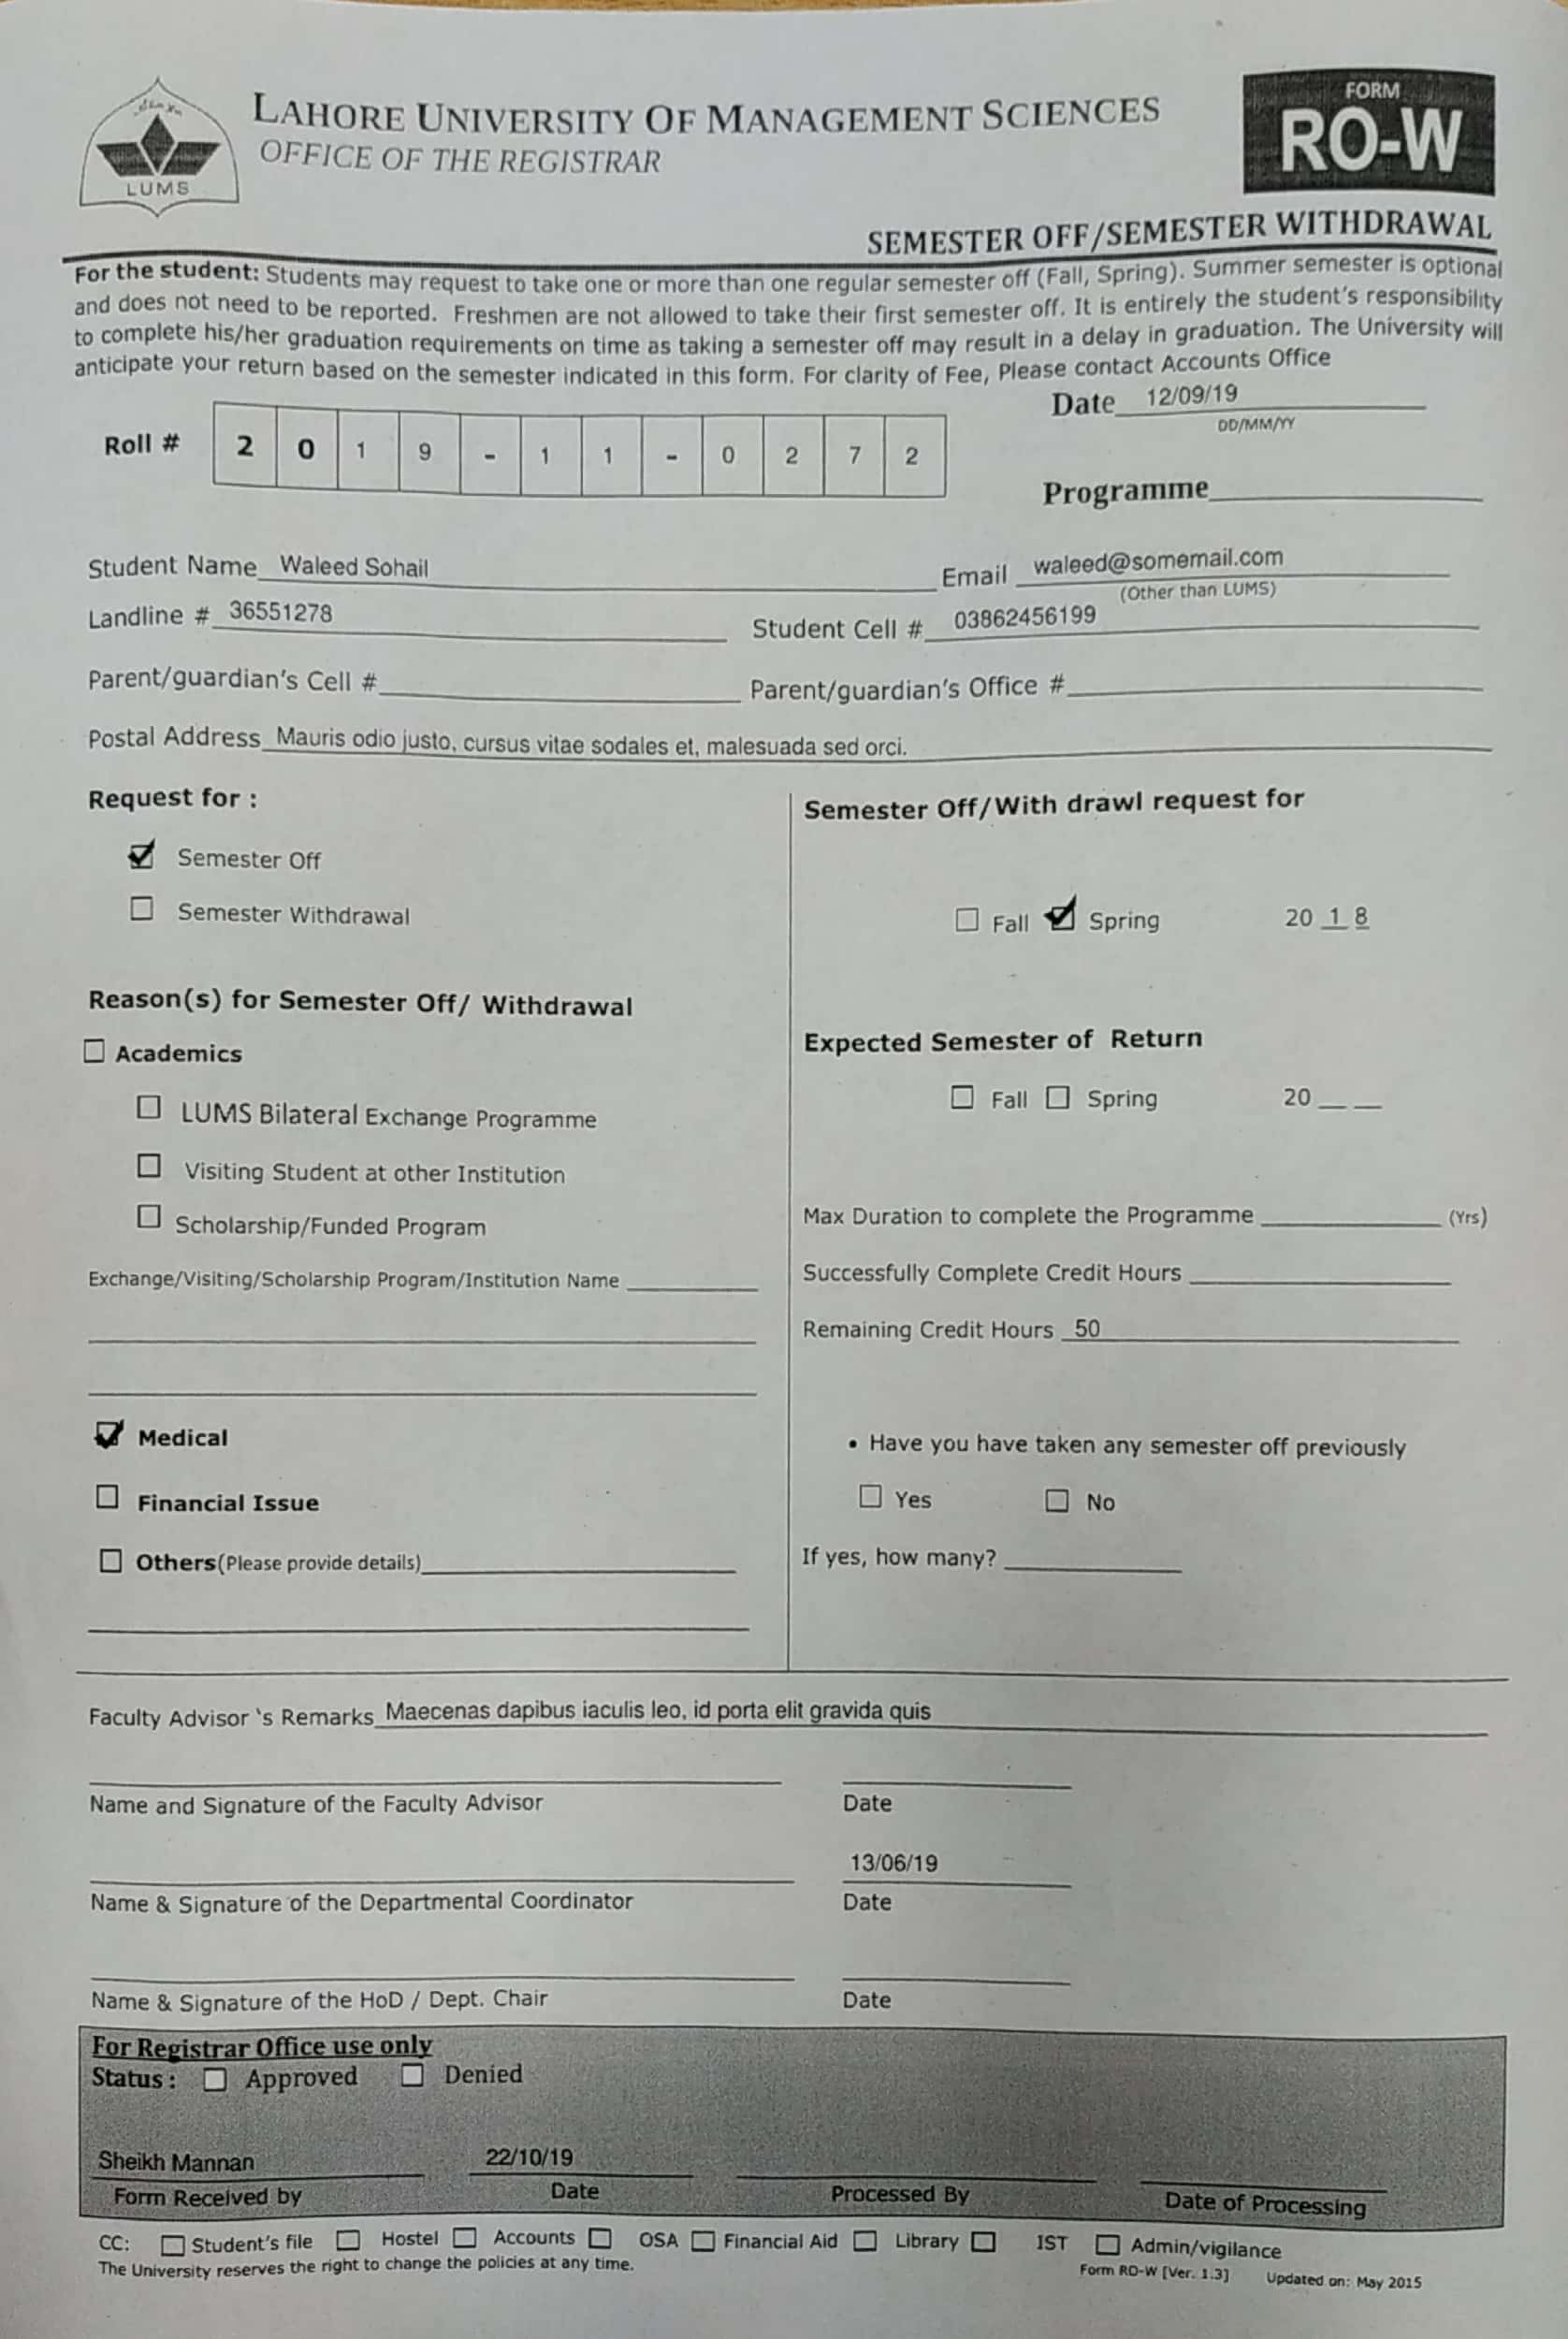 LUMS
LAHORE UNIVERSITY OF MANAGEMENT SCIENCES
OFFICE OF THE REGISTRAR
FORM
RO-W
SEMESTER OFF/SEMESTER WITHDRAWAL
For the student: Students may request to take one or more than one regular semester off (Fall, Spring). Summer semester is optional
and does not need to be reported. Freshmen are not allowed to take their first semester off. It is entirely the student's responsibility
to complete his/her graduation requirements on time as taking a semester off may result in a delay in graduation. The University will
anticipate your return based on the semester indicated in this form. For clarity of Fee, Please contact Accounts Office
Date 12/09/19
DD/MM/YY
Roll # 2 0 1 9 - 1 1 - 0 2 7 2
Programme
Student Name Waleed Sohail Email waleed@somemail.com
(Other than LUMS)
Landline # 36551278 Student Cell # 03862456199
Parent/guardian's Cell # Parent/guardian's Office #
Postal Address Mauris odio justo, cursus vitae sodales et, malesuada sed orci.
Request for :
Semester Off
Semester Withdrawal
Reason(s) for Semester Off/ Withdrawal
Academics
LUMS Bilateral Exchange Programme
Visiting Student at other Institution
Scholarship/Funded Program
Exchange/Visiting/Scholarship Program/Institution Name
Medical
Financial Issue
Others(Please provide details)
Semester Off/With drawl request for
Fall Spring 20 1 8
Expected Semester of Return
Fall Spring 20
Max Duration to complete the Programme (Yrs)
Successfully Complete Credit Hours
Remaining Credit Hours 50
• Have you have taken any semester off previously
Yes No
If yes, how many?
Faculty Advisor 's Remarks Maecenas dapibus iaculis leo, id porta elit gravida quis
Name and Signature of the Faculty Advisor Date
13/06/19
Name & Signature of the Departmental Coordinator Date
Name & Signature of the HoD / Dept. Chair Date
For Registrar Office use only
Status : Approved Denied
Sheikh Mannan 22/10/19
Form Received by Date Processed By Date of Processing
CC: Student's file Hostel Accounts OSA Financial Aid Library IST Admin/vigilance
The University reserves the right to change the policies at any time.
Form RO-W [Ver. 1.3] Updated on: May 2015